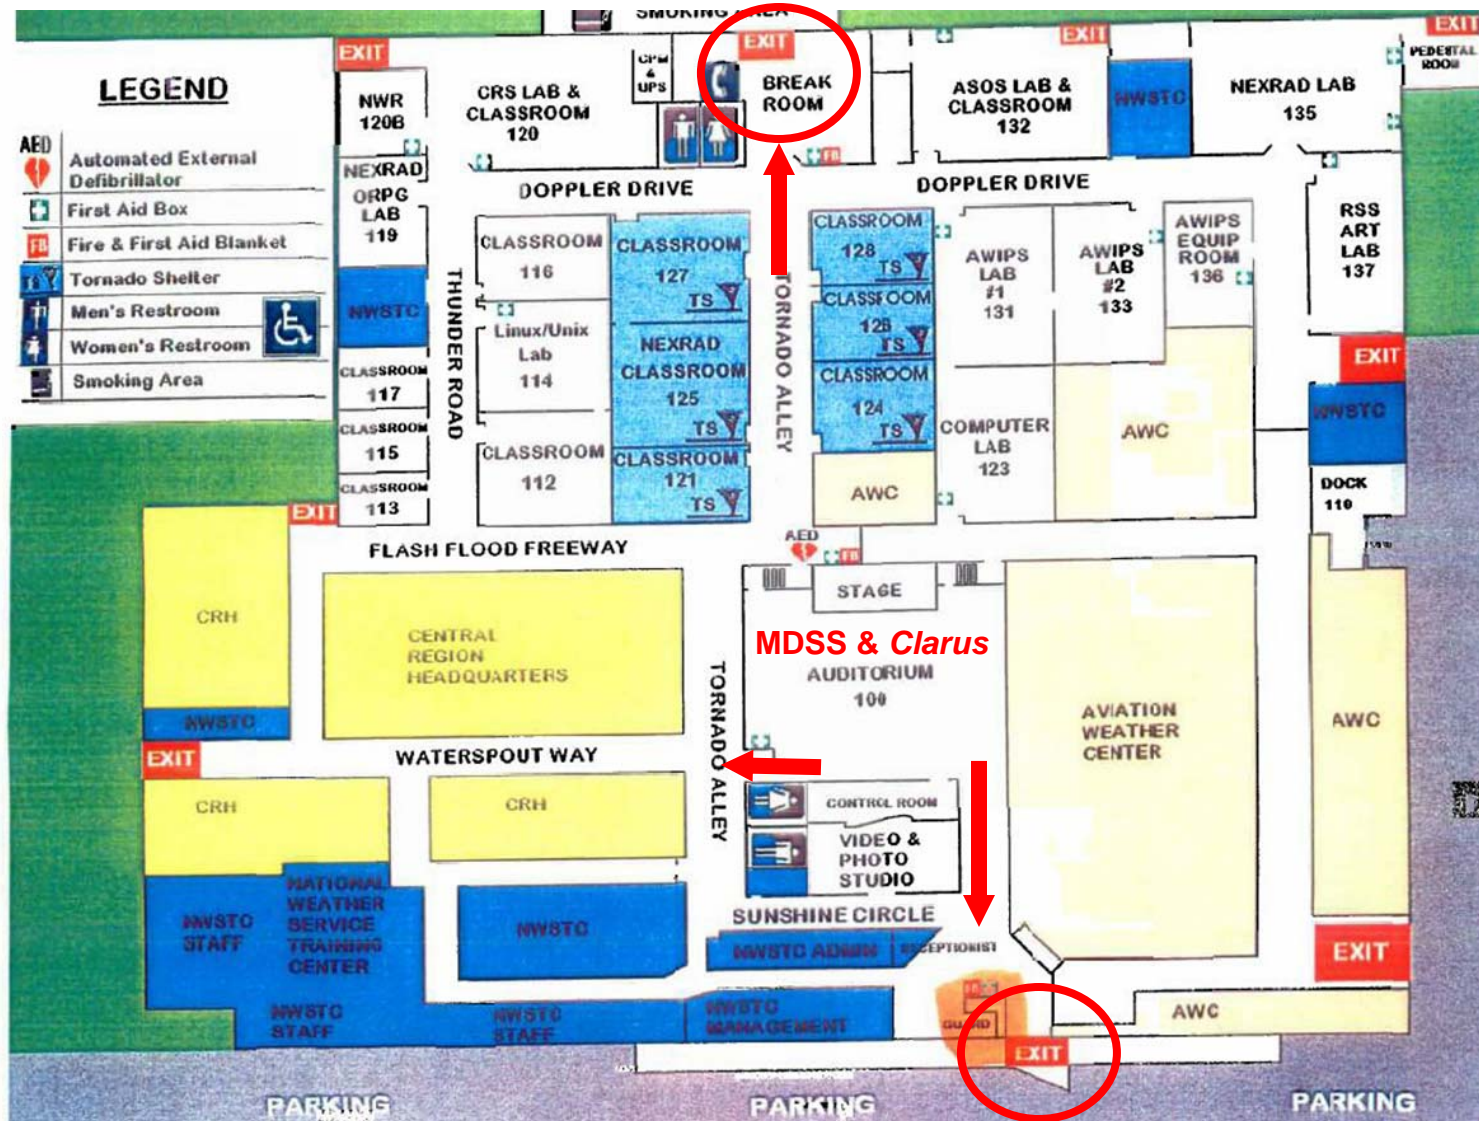 SMOKING AREA
LEGEND
AED
Automated External
Defibrillator
First Aid Box
FB
Fire & First Aid Blanket
TS
Tornado Shelter
Men's Restroom
Women's Restroom
Smoking Area
EXIT
NWR
120B
CRS LAB &
CLASSROOM
120
CPM
&
UPS
EXIT
BREAK
ROOM
FB
ASOS LAB &
CLASSROOM
132
EXIT
NWSTC
NEXRAD LAB
135
EXIT
PEDESTAL
ROOM
NEXRAD
ORPG
LAB
119
DOPPLER DRIVE
DOPPLER DRIVE
CLASSROOM
116
CLASSROOM
127
TS
CLASSROOM
128
TS
AWIPS
LAB
#1
131
AWIPS
LAB
#2
133
AWIPS
EQUIP
ROOM
136
RSS
ART
LAB
137
NWSTC
THUNDER ROAD
Linux/Unix
Lab
114
NEXRAD
CLASSROOM
125
TS
TORNADO ALLEY
CLASSROOM
126
TS
CLASSROOM
124
TS
EXIT
CLASSROOM
117
CLASSROOM
115
CLASSROOM
113
CLASSROOM
112
CLASSROOM
121
TS
AWC
COMPUTER
LAB
123
AWC
NWSTC
DOCK
110
EXIT
FLASH FLOOD FREEWAY
AED
FB
STAGE
CRH
CENTRAL
REGION
HEADQUARTERS
MDSS & Clarus
AUDITORIUM
100
TORNADO ALLEY
AVIATION
WEATHER
CENTER
AWC
NWSTC
EXIT
WATERSPOUT WAY
CRH
CRH
CONTROL ROOM
VIDEO &
PHOTO
STUDIO
NWSTC
STAFF
NATIONAL
WEATHER
SERVICE
TRAINING
CENTER
NWSTC
SUNSHINE CIRCLE
NWSTC ADMIN
RECEPTIONIST
EXIT
NWSTC
STAFF
NWSTC
STAFF
NWSTC
MANAGEMENT
FB
GUARD
EXIT
AWC
PARKING
PARKING
PARKING